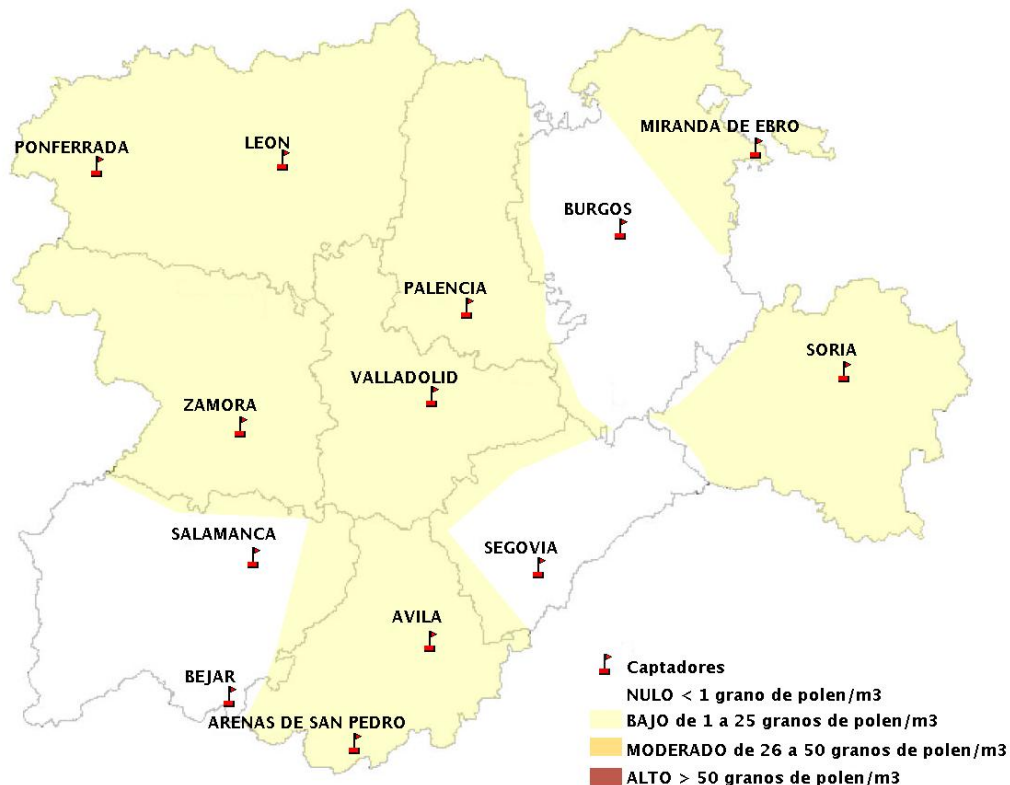 MIRANDA DE EBRO
PONFERRADA
LEON
BURGOS
PALENCIA
SORIA
VALLADOLID
ZAMORA
SALAMANCA
SEGOVIA
AVILA
BEJAR
ARENAS DE SAN PEDRO
Captadores
NULO < 1 grano de polen/m3
BAJO de 1 a 25 granos de polen/m3
MODERADO de 26 a 50 granos de polen/m3
ALTO > 50 granos de polen/m3